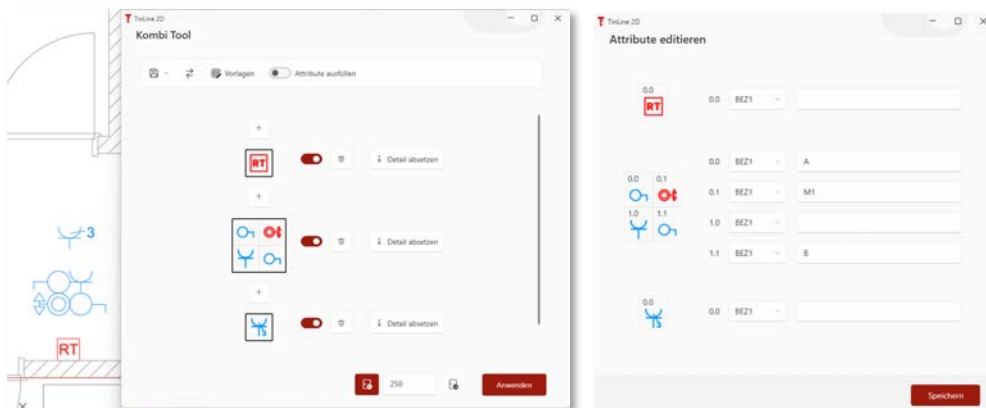 TinLine 2D
Kombi Tool
Vorlagen
Attribute ausfüllen
+
RT
Detail absetzen
+
Detail absetzen
+
3
Detail absetzen
250
Anwenden
3
RT
TinLine 2D
Attribute editieren
0.0
RT
0.0 BEZ1
0.0 BEZ1 A
0.0 0.1
0.1 BEZ1 M1
1.0 1.1
1.0 BEZ1
1.1 BEZ1 B
0.0
3
0.0 BEZ1
Speichern